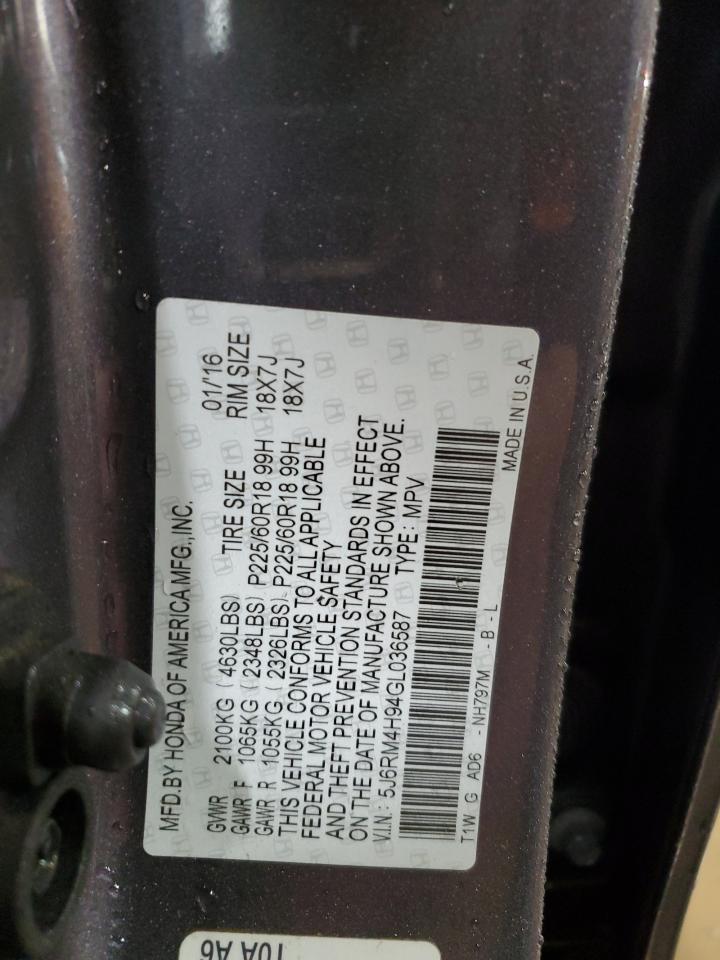 MFD. BY HONDA OF AMERICA MFG., INC. 01/'16
GVWR 2100KG (4630LBS) TIRE SIZE RIM SIZE
GAWR F 1065KG (2348LBS) P225/60R18 99H 18X7J
GAWR R 1055KG (2326LBS) P225/60R18 99H 18X7J
THIS VEHICLE CONFORMS TO ALL APPLICABLE
FEDERAL MOTOR VEHICLE SAFETY
AND THEFT PREVENTION STANDARDS IN EFFECT
ON THE DATE OF MANUFACTURE SHOWN ABOVE.
V.I.N.: 5J6RM4H94GL036587 TYPE: MPV
T1W G AD6 -NH797M -B - L MADE IN U.S.A.
T0A A6